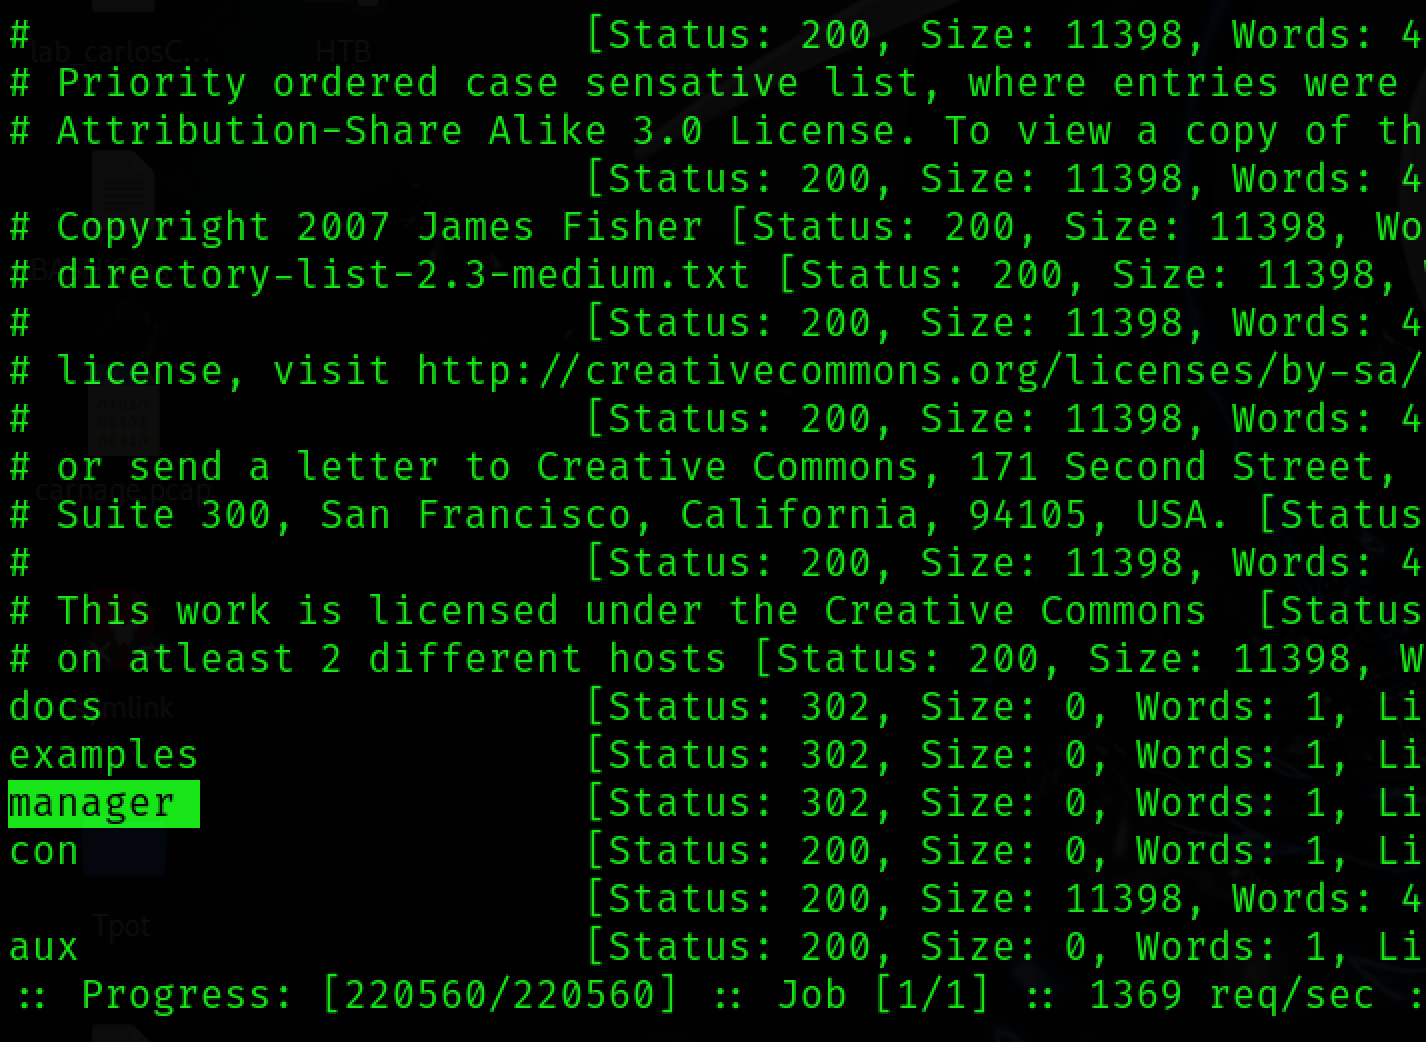 # [Status: 200, Size: 11398, Words: 4
lab_carlosC... HTB
# Priority ordered case sensative list, where entries were
# Attribution-Share Alike 3.0 License. To view a copy of th
[Status: 200, Size: 11398, Words: 4
# Copyright 2007 James Fisher [Status: 200, Size: 11398, Wo
# directory-list-2.3-medium.txt [Status: 200, Size: 11398,
# [Status: 200, Size: 11398, Words: 4
# license, visit http://creativecommons.org/licenses/by-sa/
# [Status: 200, Size: 11398, Words: 4
# or send a letter to Creative Commons, 171 Second Street,
carnage.pcap
# Suite 300, San Francisco, California, 94105, USA. [Status
# [Status: 200, Size: 11398, Words: 4
# This work is licensed under the Creative Commons [Status
# on atleast 2 different hosts [Status: 200, Size: 11398, W
docs [Status: 302, Size: 0, Words: 1, Li
examples [Status: 302, Size: 0, Words: 1, Li
manager [Status: 302, Size: 0, Words: 1, Li
con [Status: 200, Size: 0, Words: 1, Li
[Status: 200, Size: 11398, Words: 4
Tpot
aux [Status: 200, Size: 0, Words: 1, Li
:: Progress: [220560/220560] :: Job [1/1] :: 1369 req/sec :